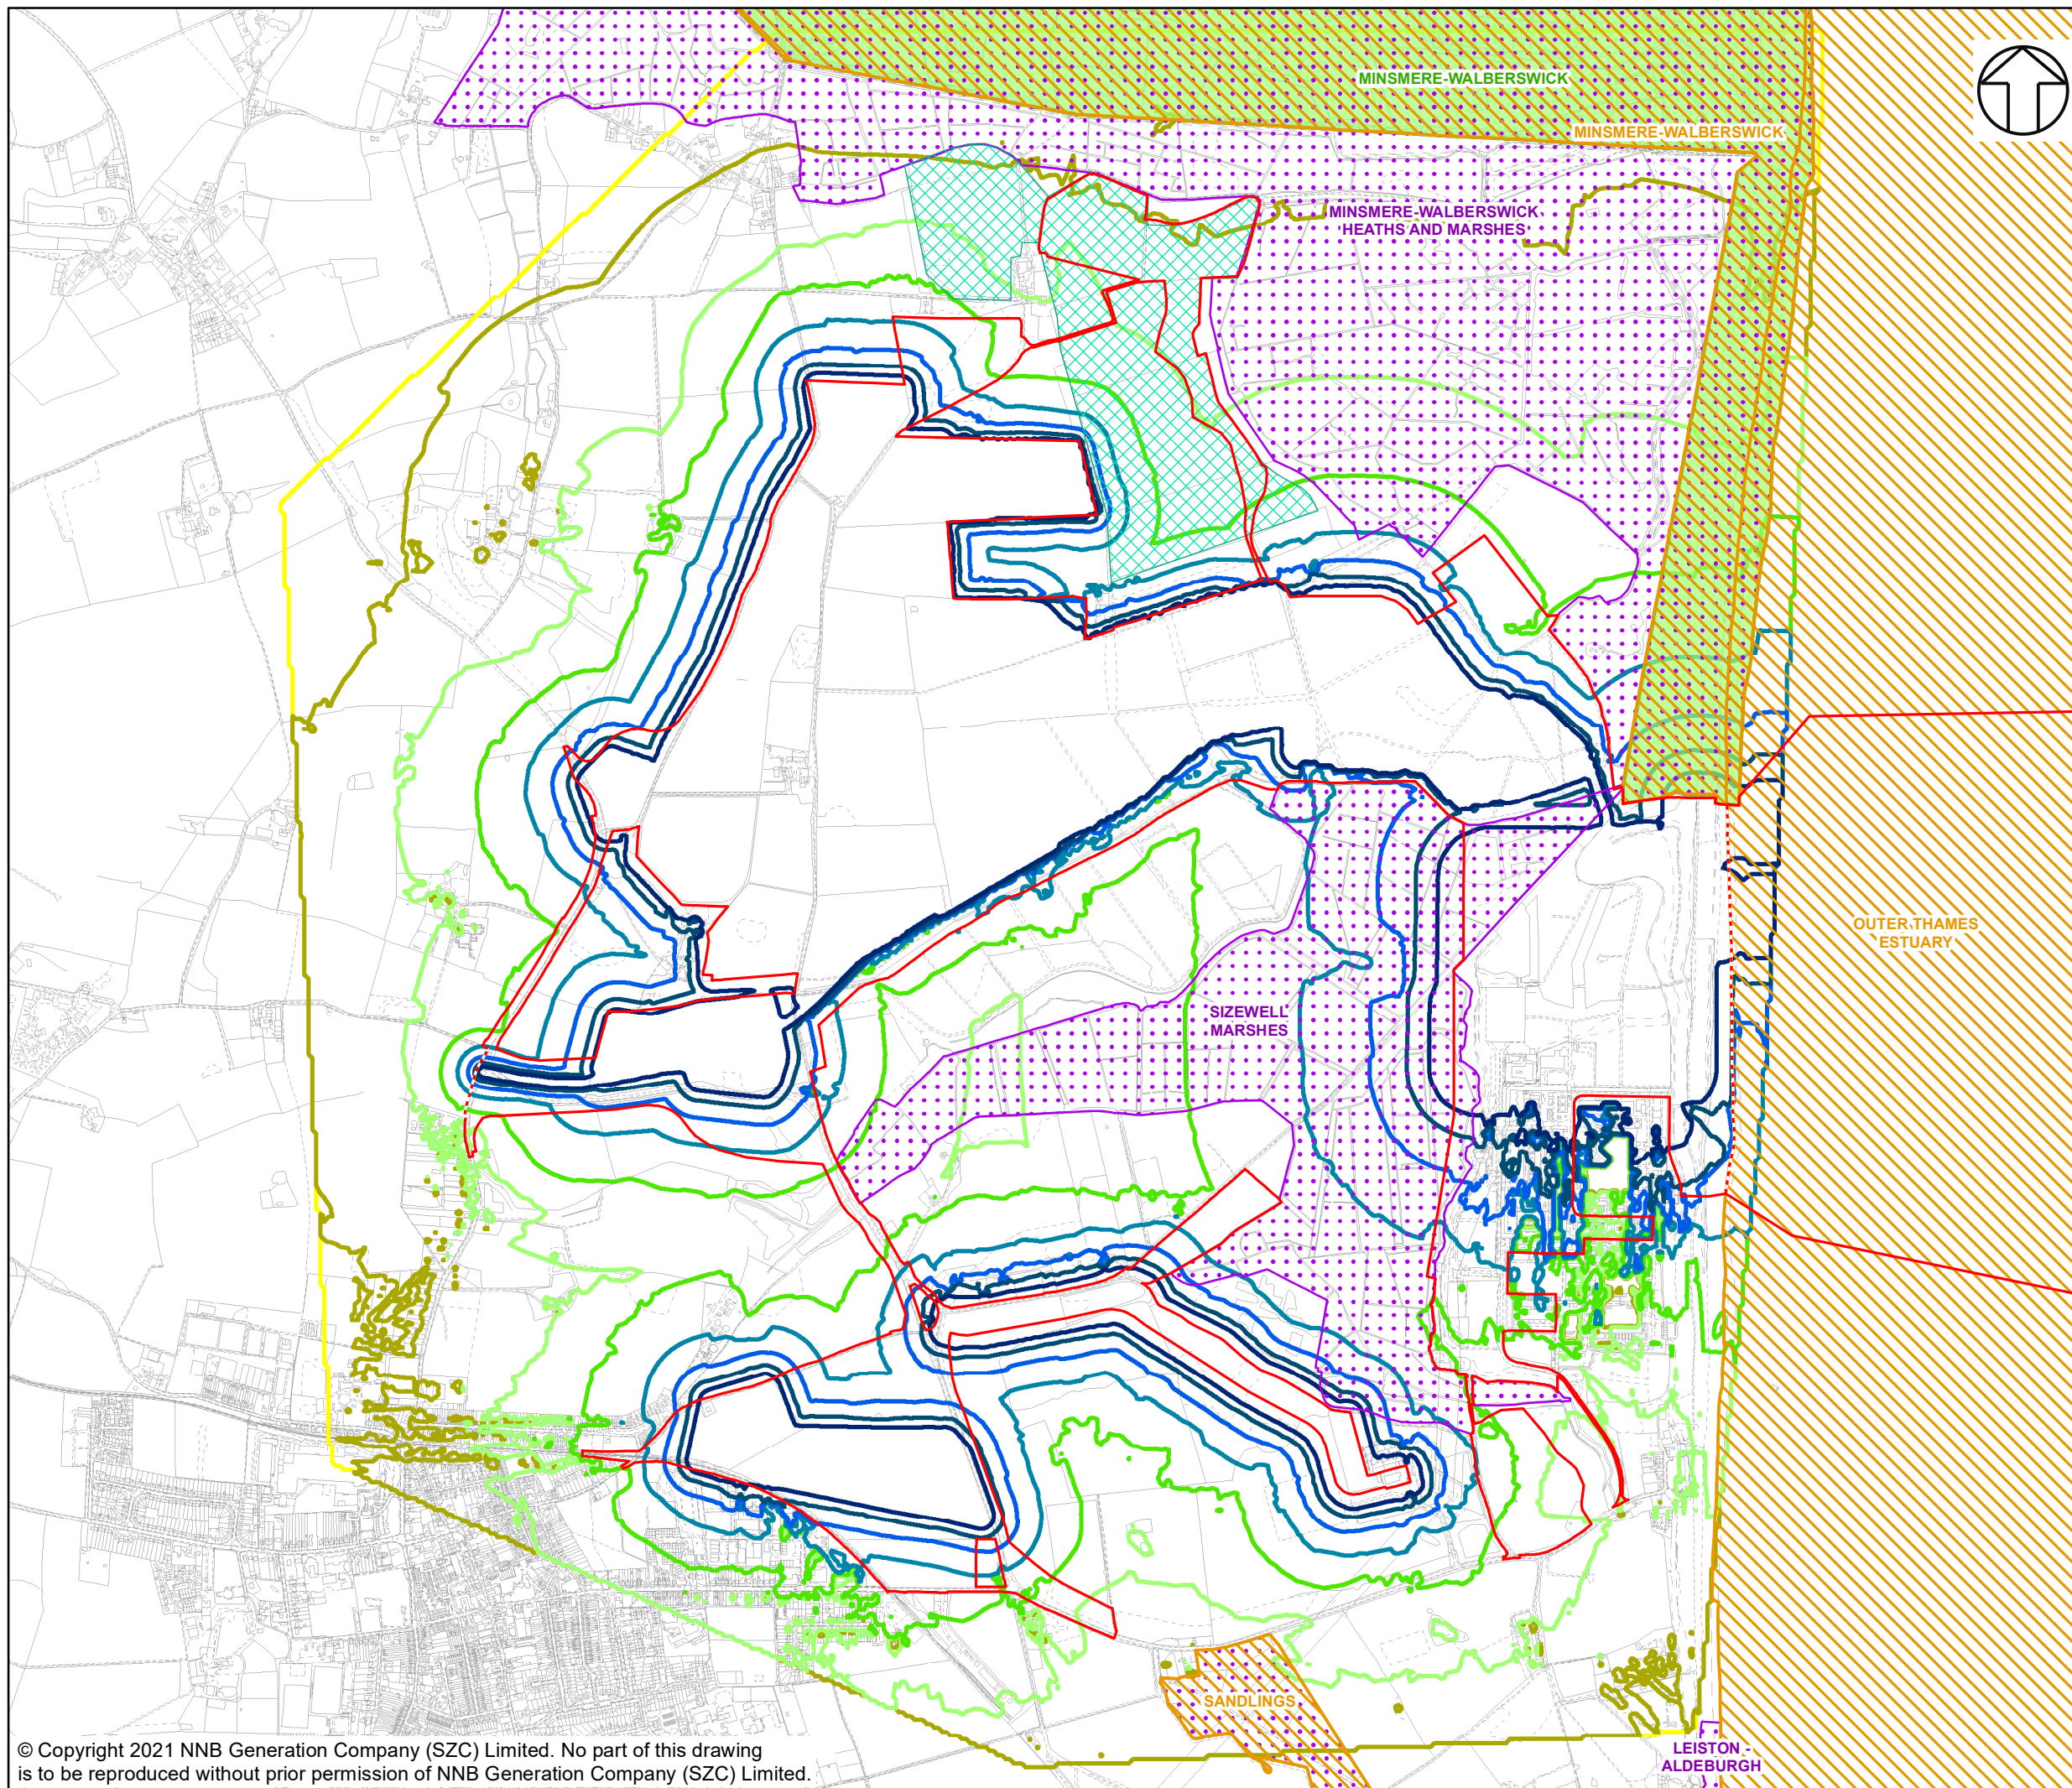 MINSMERE-WALBERSWICK
MINSMERE-WALBERSWICK
MINSMERE-WALBERSWICK
HEATHS AND MARSHES
OUTER THAMES
ESTUARY
SIZEWELL
MARSHES
SANDLINGS
LEISTON -
ALDEBURGH
© Copyright 2021 NNB Generation Company (SZC) Limited. No part of this drawing
is to be reproduced without prior permission of NNB Generation Company (SZC) Limited.